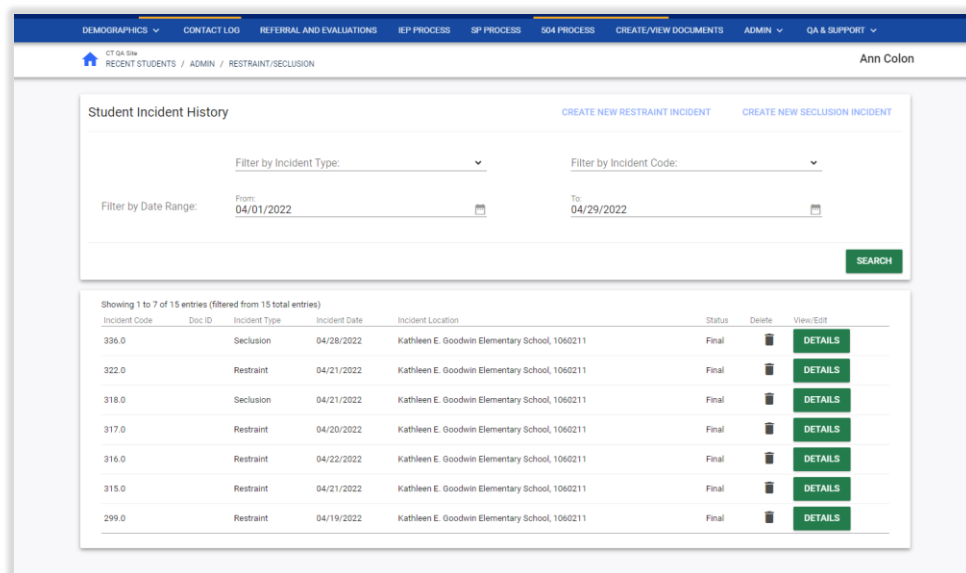 DEMOGRAPHICS CONTACT LOG REFERRAL AND EVALUATIONS IEP PROCESS SP PROCESS 504 PROCESS CREATE/VIEW DOCUMENTS ADMIN QA & SUPPORT
CT QA Site
RECENT STUDENTS / ADMIN / RESTRAINT/SECLUSION
Ann Colon
Student Incident History CREATE NEW RESTRAINT INCIDENT CREATE NEW SECLUSION INCIDENT
Filter by Incident Type: Filter by Incident Code:
Filter by Date Range:
From: To:
04/01/2022 04/29/2022
SEARCH
Showing 1 to 7 of 15 entries (filtered from 15 total entries)
Incident Code Doc ID Incident Type Incident Date Incident Location Status Delete View/Edit
336.0 Seclusion 04/28/2022 Kathleen E. Goodwin Elementary School, 1060211 Final DETAILS
322.0 Restraint 04/21/2022 Kathleen E. Goodwin Elementary School, 1060211 Final DETAILS
318.0 Seclusion 04/21/2022 Kathleen E. Goodwin Elementary School, 1060211 Final DETAILS
317.0 Restraint 04/20/2022 Kathleen E. Goodwin Elementary School, 1060211 Final DETAILS
316.0 Restraint 04/22/2022 Kathleen E. Goodwin Elementary School, 1060211 Final DETAILS
315.0 Restraint 04/21/2022 Kathleen E. Goodwin Elementary School, 1060211 Final DETAILS
299.0 Restraint 04/19/2022 Kathleen E. Goodwin Elementary School, 1060211 Final DETAILS